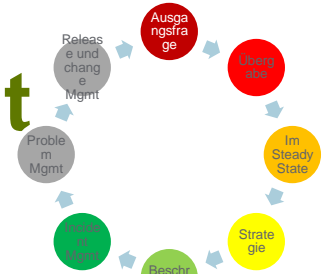 Ausga
ngsfra
ge
Überg
abe
Im
Steady
State
Strate
gie
Beschr
Incide
nt
Mgmt
Proble
m
Mgmt
Releas
e und
chang
e
Mgmt
t